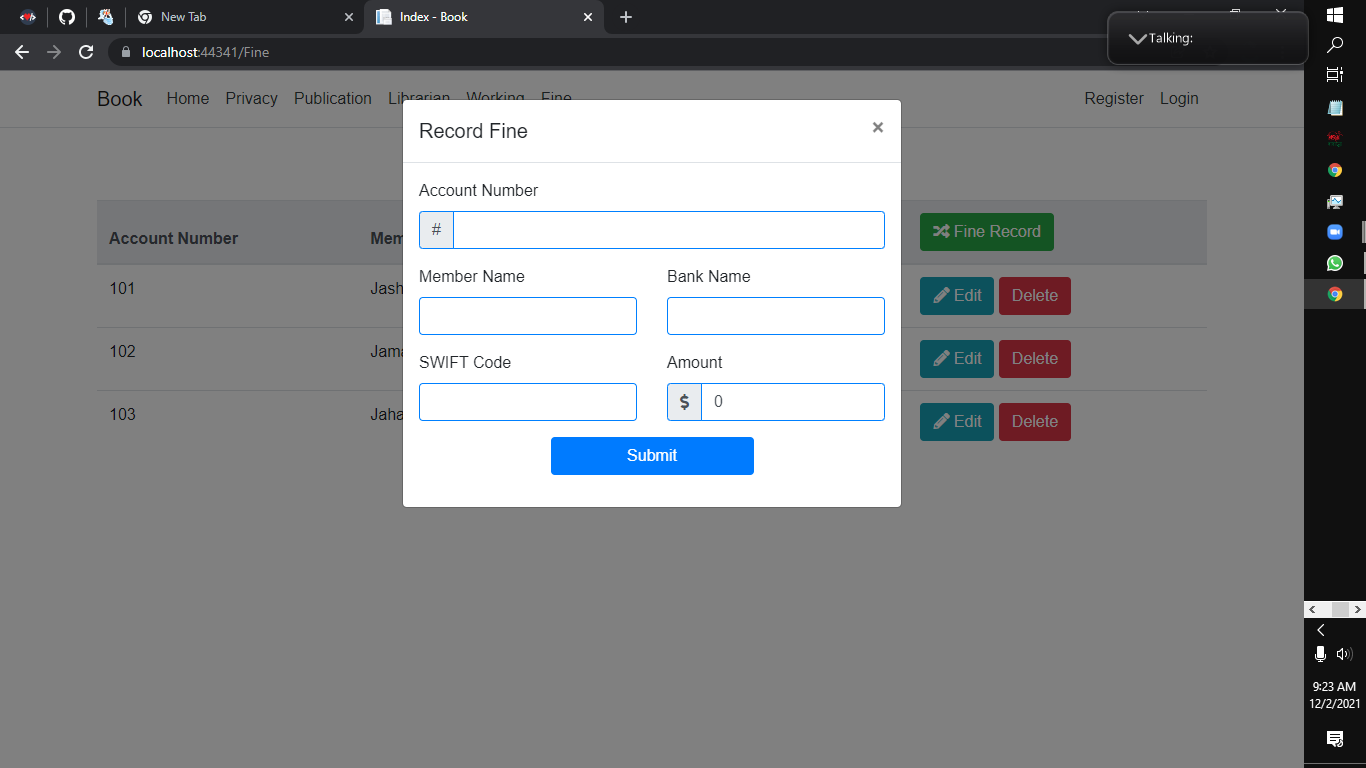 New Tab
Index - Book
localhost:44341/Fine
Talking:
Book Home Privacy Publication Librarian Working Fine Register Login
Record Fine ×
Account Number
#
Member Name Bank Name
SWIFT Code Amount
$ 0
Submit
Account Number Mem Fine Record
101 Jash Edit Delete
102 Jama Edit Delete
103 Jaha Edit Delete
9:23 AM
12/2/2021